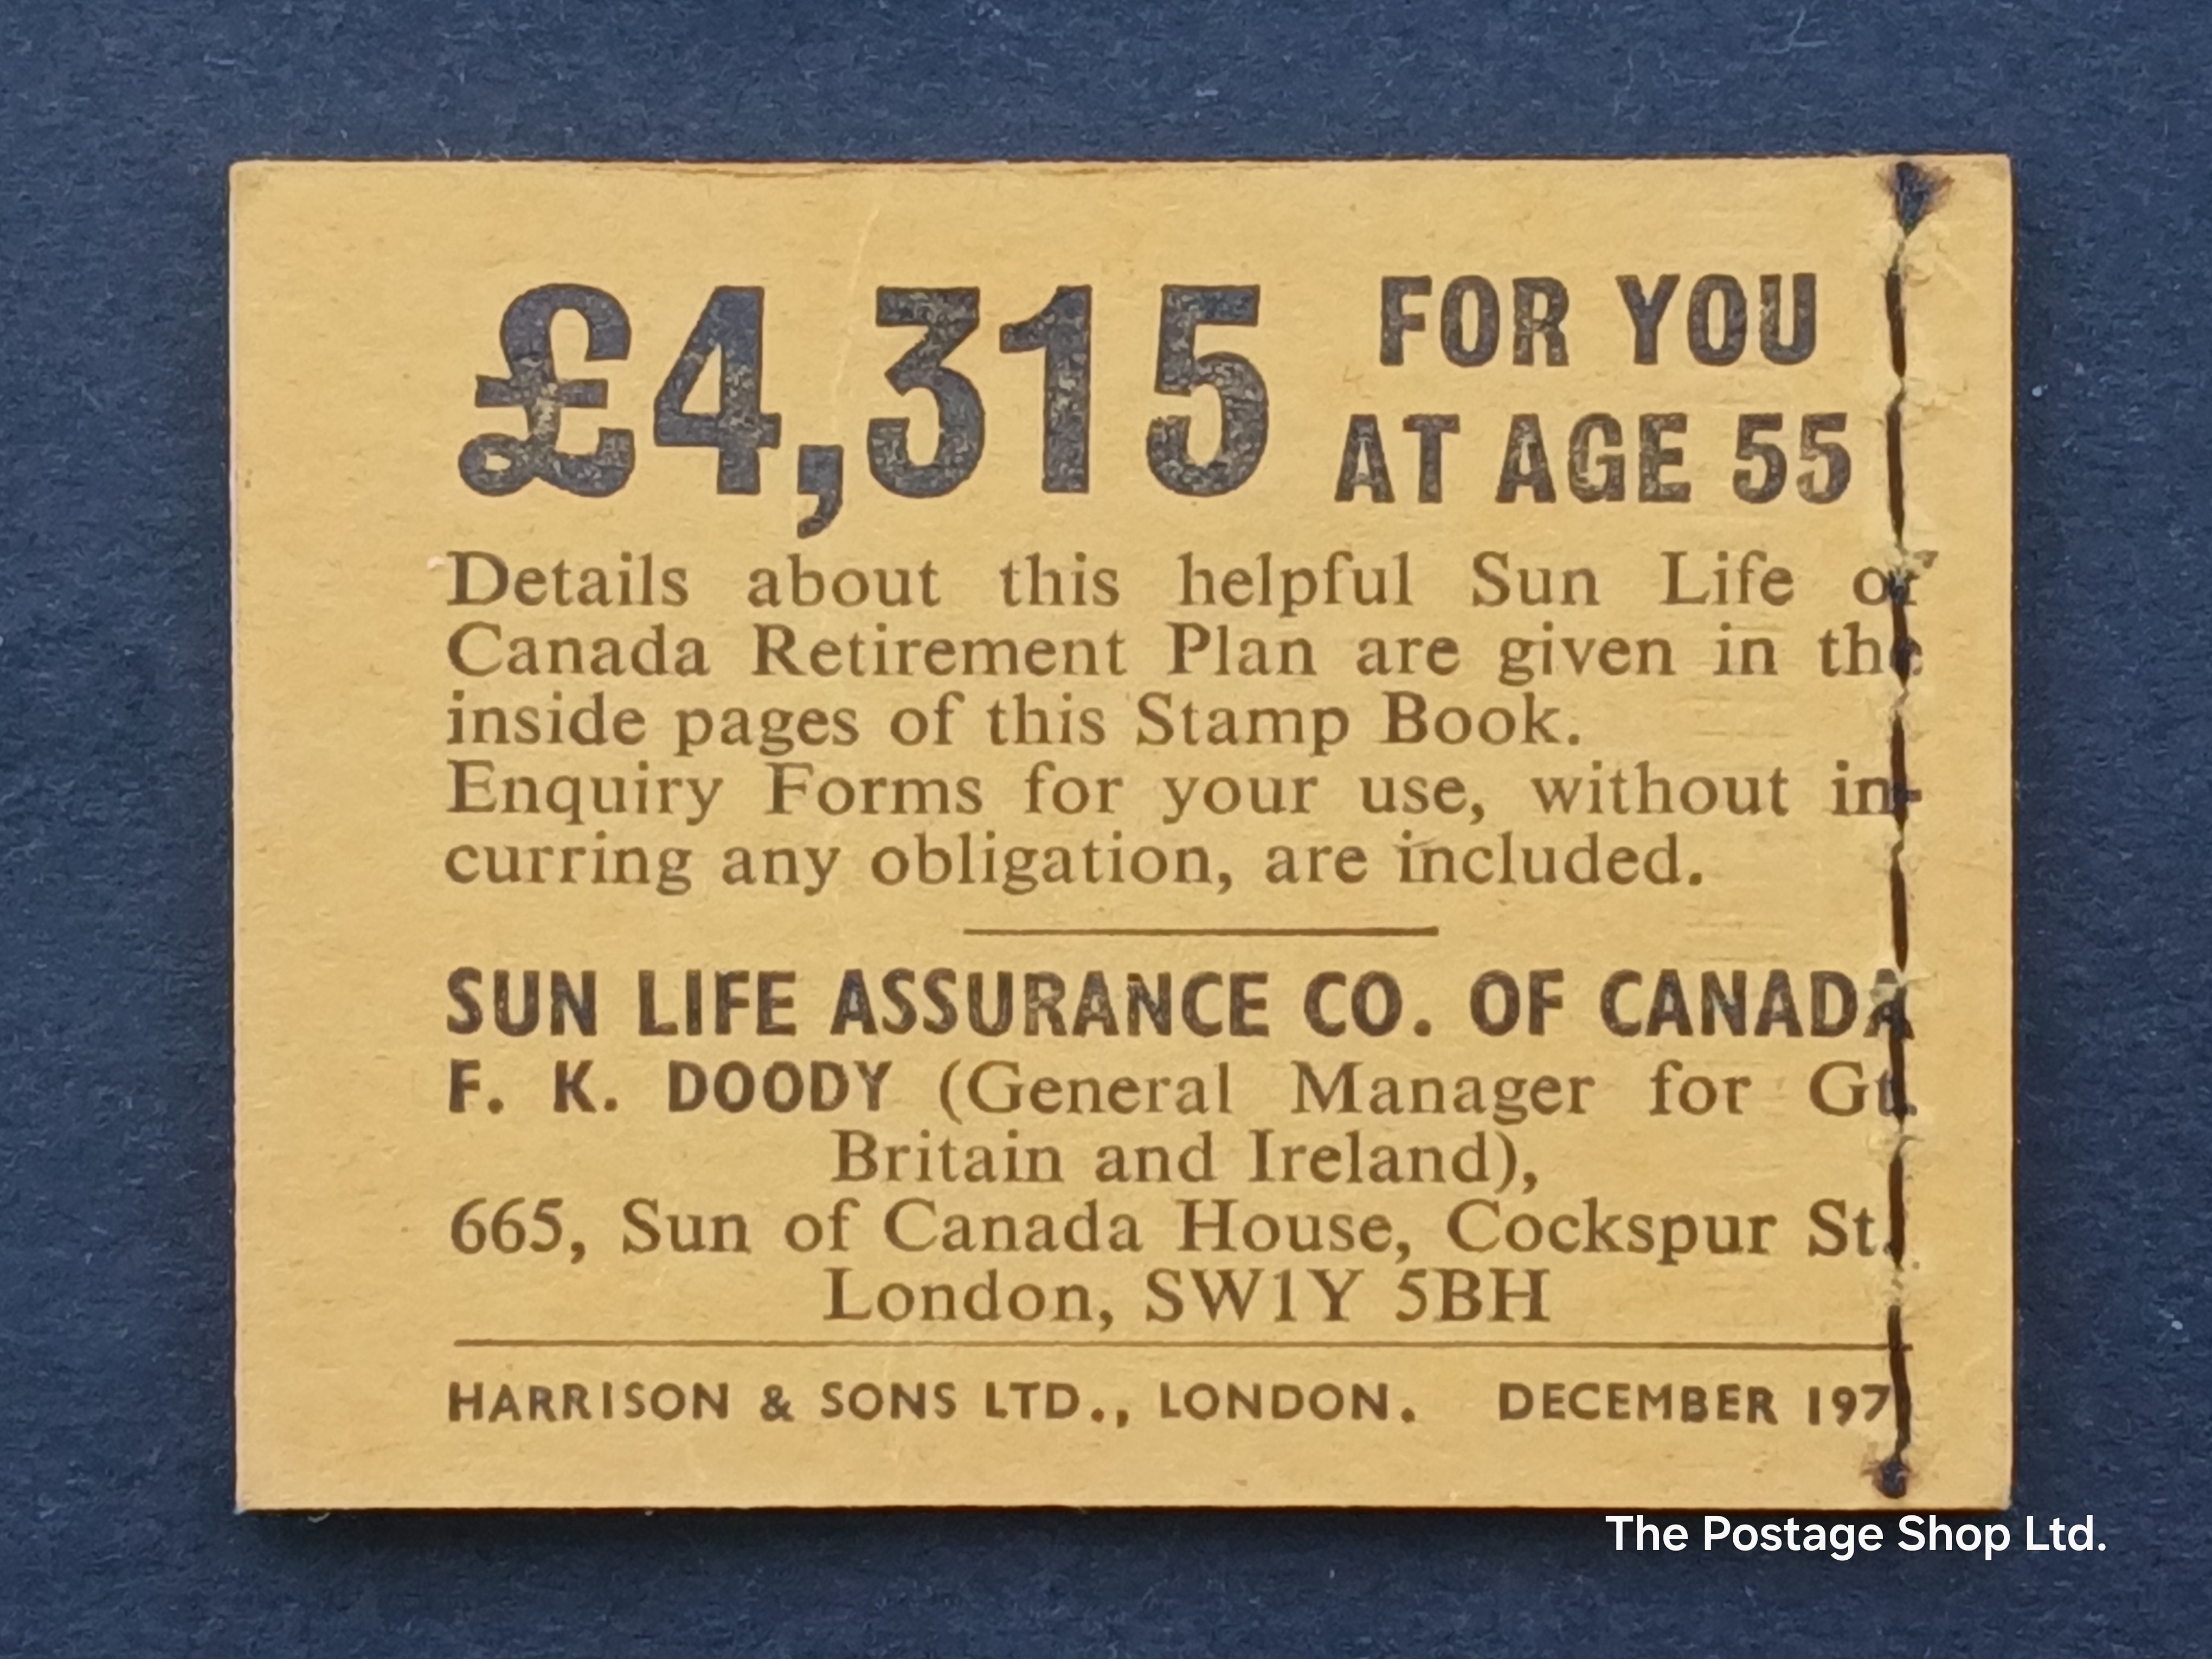 £4,315 FOR YOU
AT AGE 55
Details about this helpful Sun Life of
Canada Retirement Plan are given in the
inside pages of this Stamp Book.
Enquiry Forms for your use, without in-
curring any obligation, are included.
SUN LIFE ASSURANCE CO. OF CANADA
F. K. DOODY (General Manager for Gt.
Britain and Ireland),
665, Sun of Canada House, Cockspur St.
London, SW1Y 5BH
HARRISON & SONS LTD., LONDON. DECEMBER
The Postage Shop Ltd.